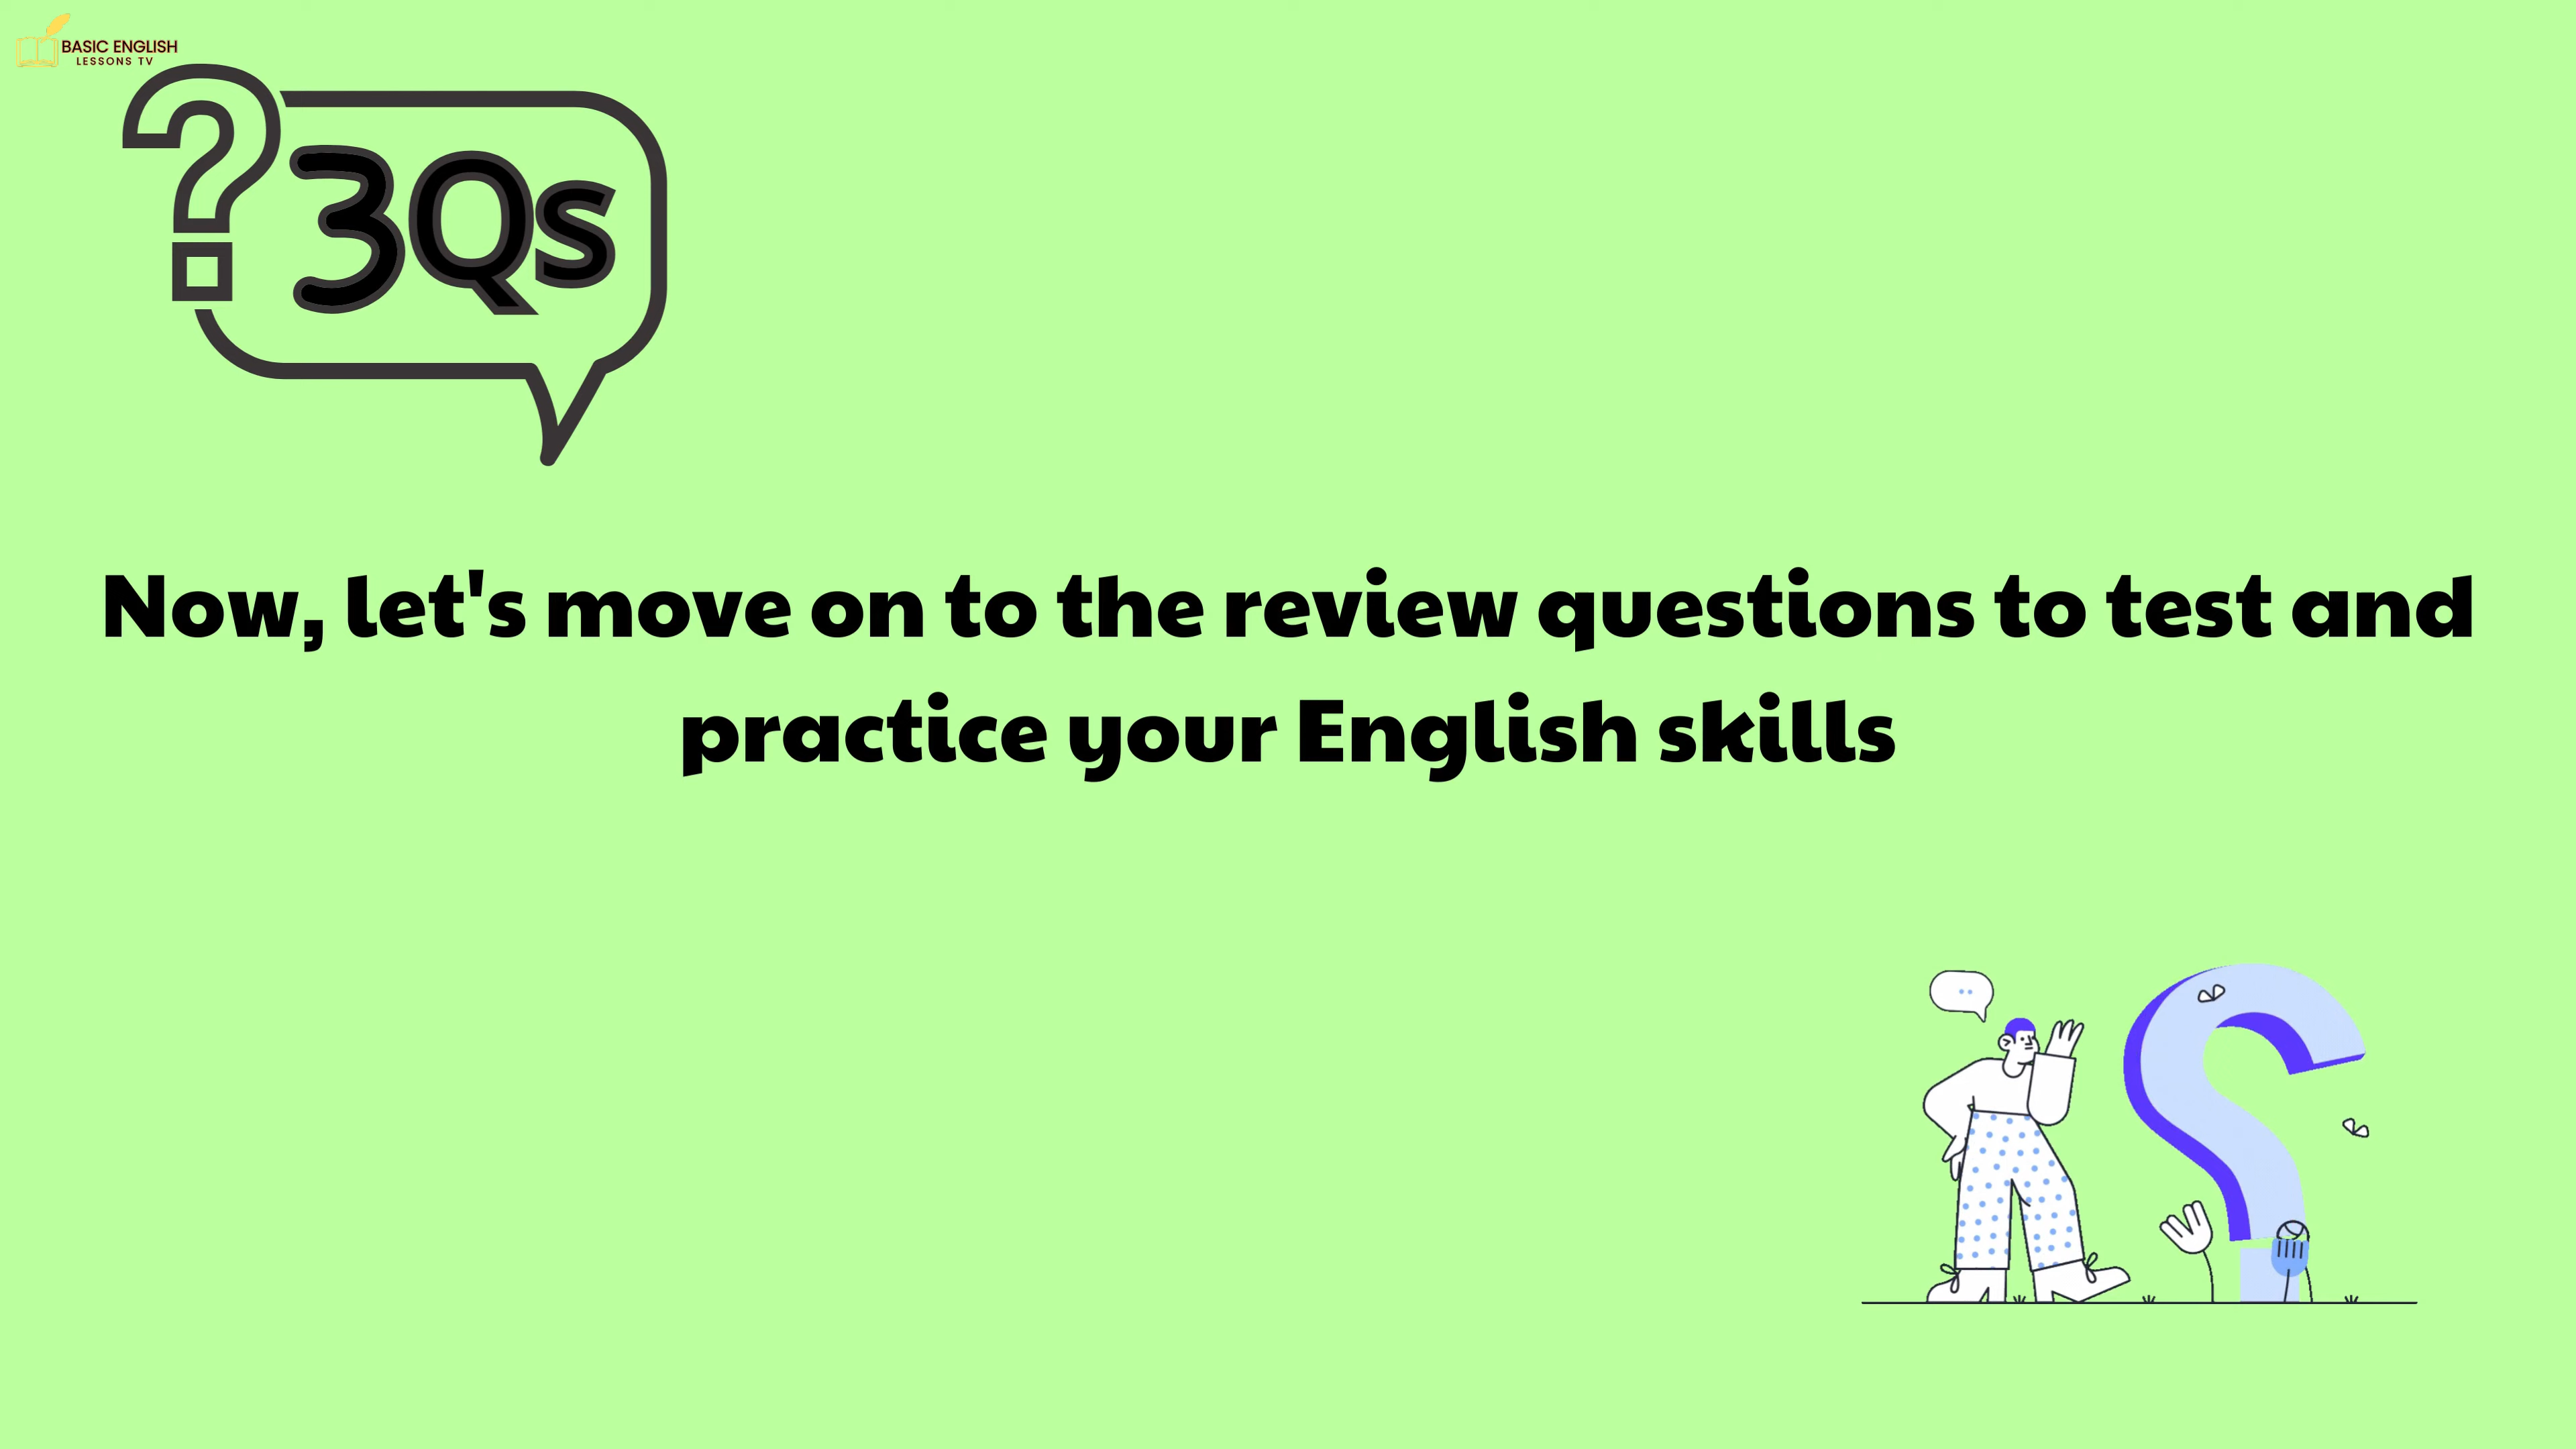 BASIC ENGLISH
LESSONS TV
?3Qs
Now, let's move on to the review questions to test and
practice your English skills
?